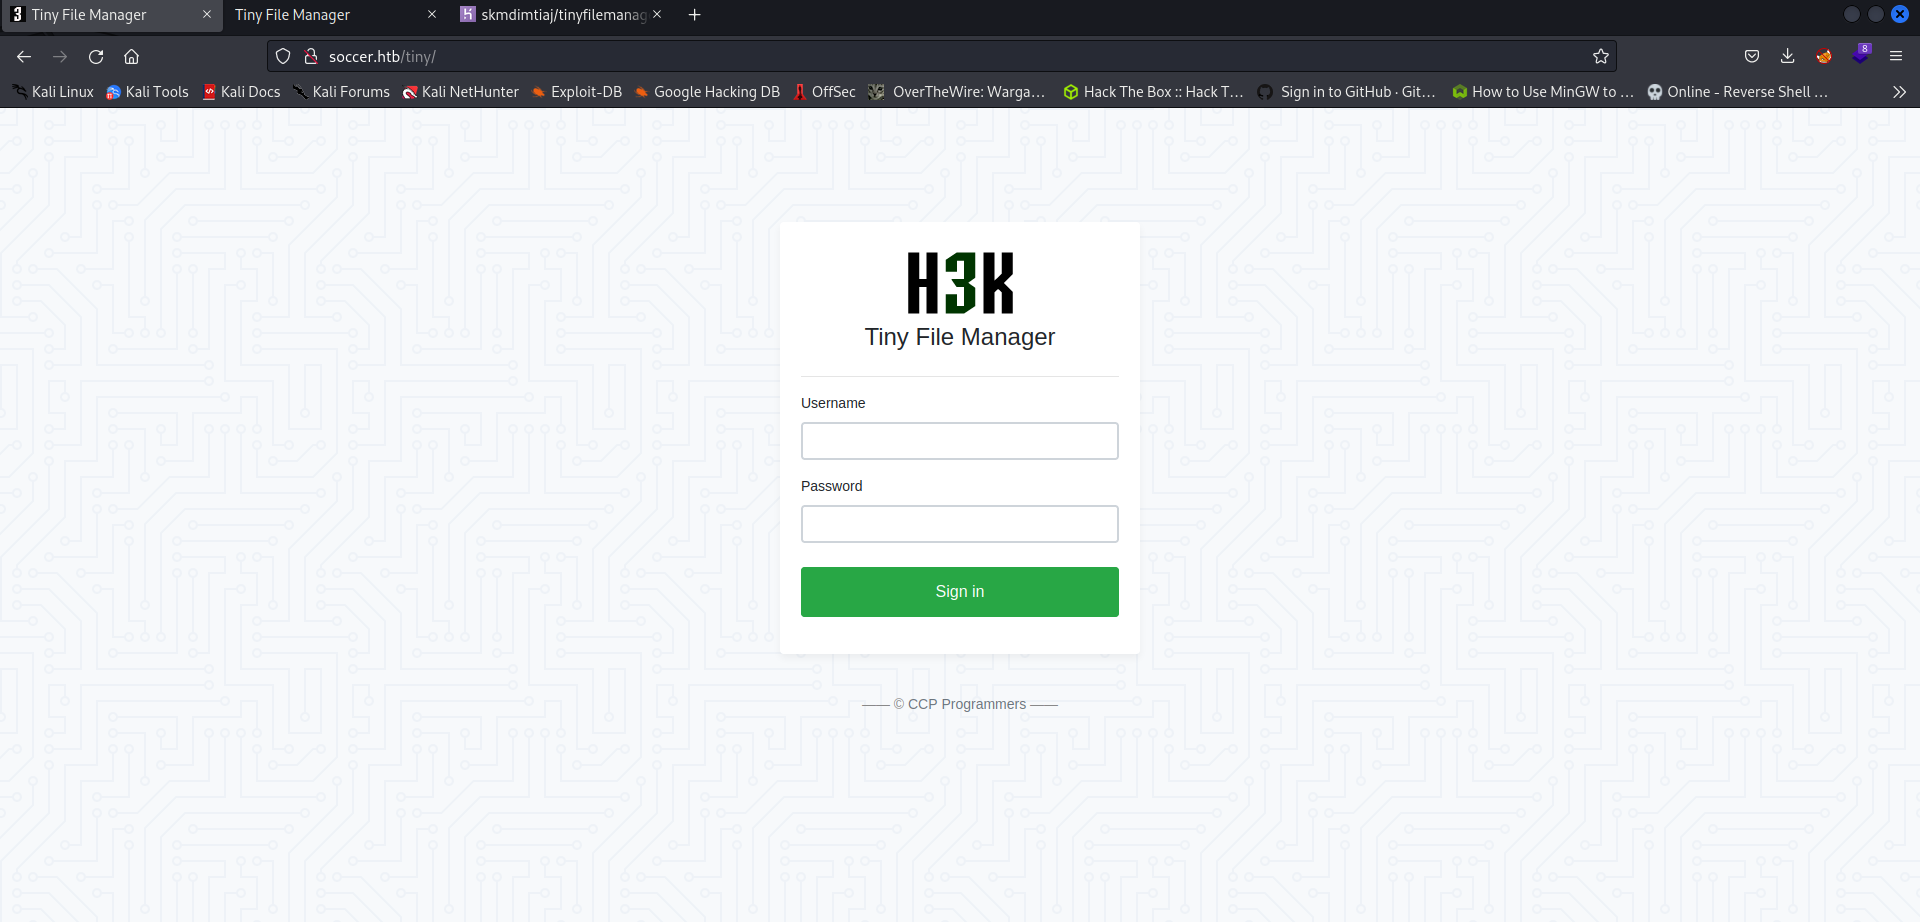 Tiny File Manager
Tiny File Manager
skmdimtiaj/tinyfilemanag
soccer.htb/tiny/
8
Kali Linux
Kali Tools
Kali Docs
Kali Forums
Kali NetHunter
Exploit-DB
Google Hacking DB
OffSec
OverTheWire: Warga…
Hack The Box :: Hack T…
Sign in to GitHub · Git…
How to Use MinGW to …
Online - Reverse Shell …
H3K
Tiny File Manager
Username
Password
Sign in
—— © CCP Programmers ——